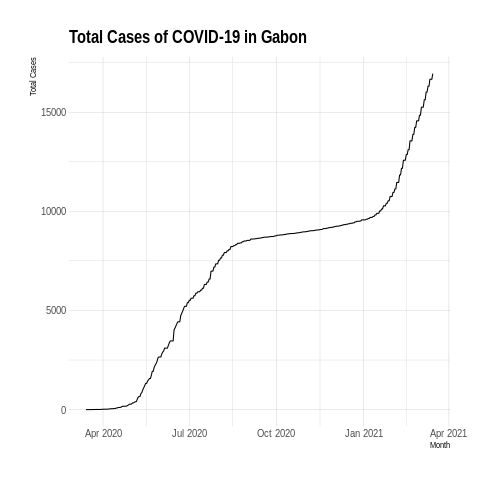 Total Cases of COVID-19 in Gabon
Total Cases
15000
10000
5000
0
Apr 2020 Jul 2020 Oct 2020 Jan 2021 Apr 2021
Month